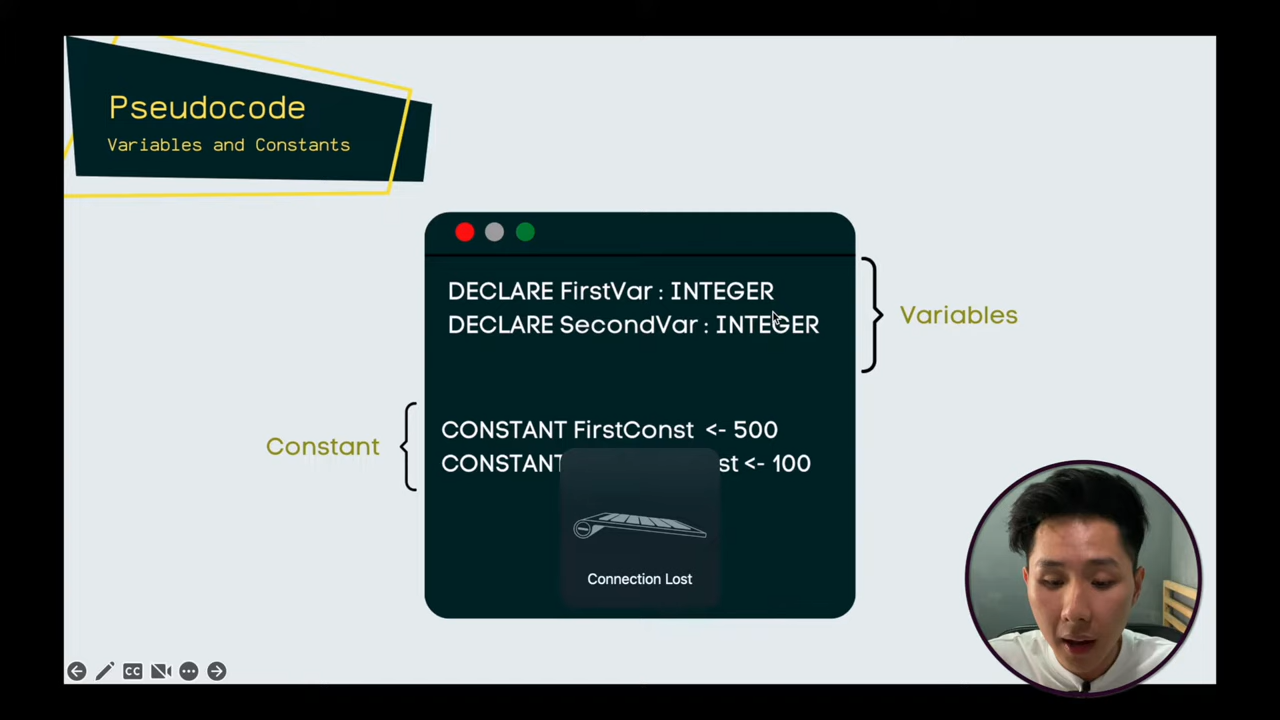 Pseudocode
Variables and Constants
DECLARE FirstVar : INTEGER
DECLARE SecondVar : INTEGER
Variables
Constant
CONSTANT FirstConst <- 500
CONSTANT st <- 100
Connection Lost
CC